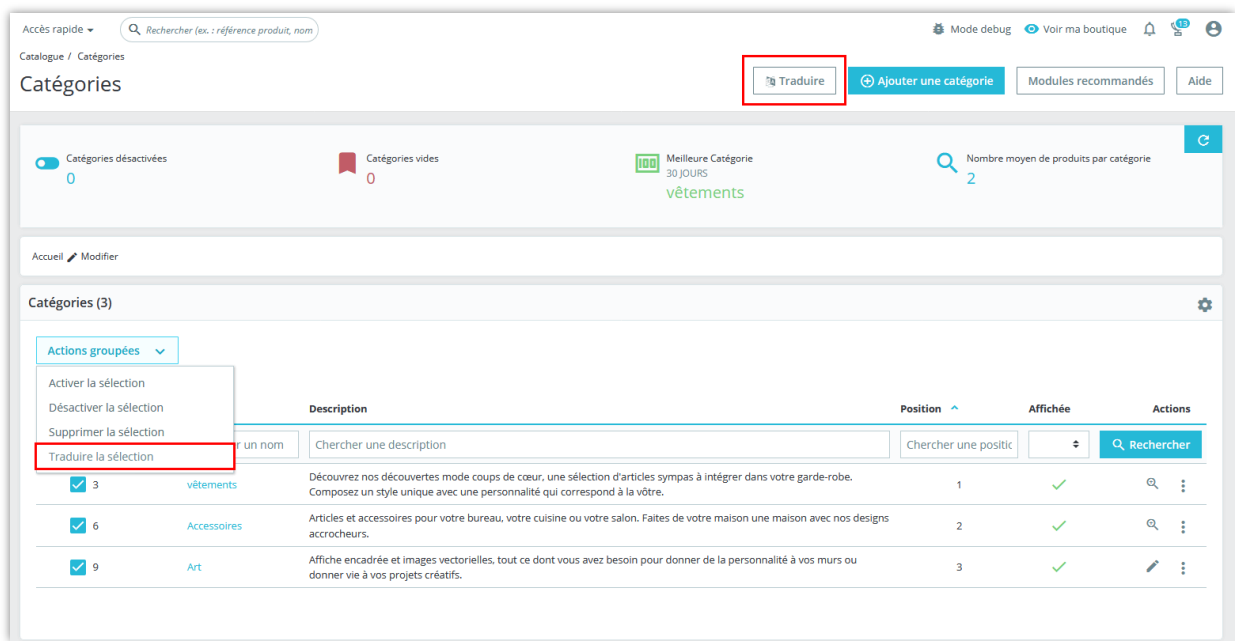 Accès rapide
Rechercher (ex. : référence produit, nom
Mode debug
Voir ma boutique
13
Catalogue / Catégories
Catégories
Traduire
Ajouter une catégorie
Modules recommandés
Aide
Catégories désactivées
0
Catégories vides
0
100
Meilleure Catégorie
30 JOURS
vêtements
Nombre moyen de produits par catégorie
2
Accueil Modifier
Catégories (3)
Actions groupées
Activer la sélection
Désactiver la sélection
Supprimer la sélection
Traduire la sélection
Description Position Affichée Actions
r un nom Chercher une description Chercher une positic Rechercher
3 vêtements
Découvrez nos découvertes mode coups de cœur, une sélection d'articles sympas à intégrer dans votre garde-robe.
Composez un style unique avec une personnalité qui correspond à la vôtre.
1
6 Accessoires
Articles et accessoires pour votre bureau, votre cuisine ou votre salon. Faites de votre maison une maison avec nos designs
accrocheurs.
2
9 Art
Affiche encadrée et images vectorielles, tout ce dont vous avez besoin pour donner de la personnalité à vos murs ou
donner vie à vos projets créatifs.
3